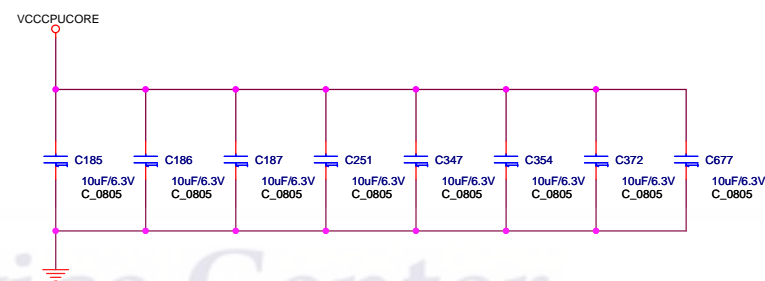 VCCCPUCORE
C185 C186 C187 C251 C347 C354 C372 C677
10uF/6.3V 10uF/6.3V 10uF/6.3V 10uF/6.3V 10uF/6.3V 10uF/6.3V 10uF/6.3V 10uF/6.3V
C_0805 C_0805 C_0805 C_0805 C_0805 C_0805 C_0805 C_0805
Center